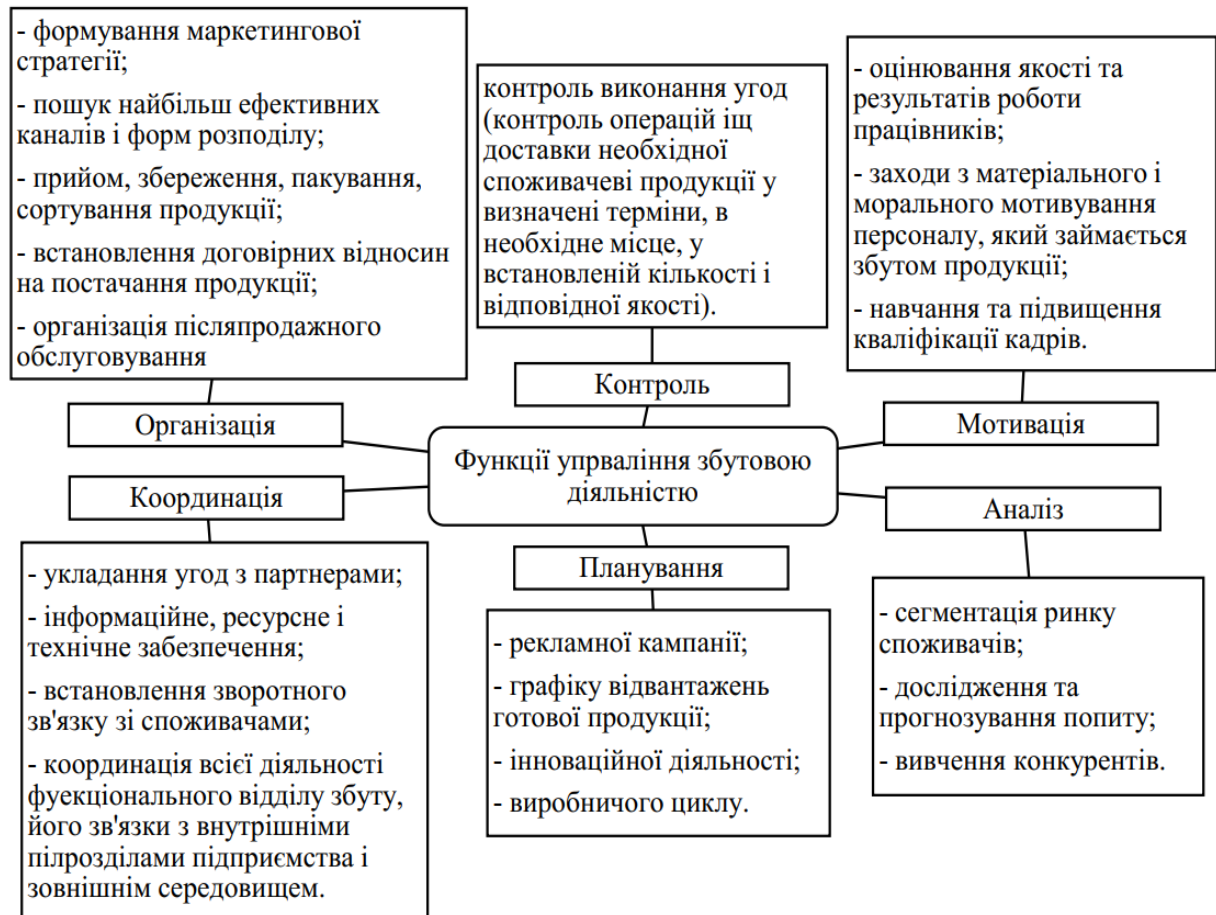 - формування маркетингової
стратегії;
- пошук найбільш ефективних
каналів і форм розподілу;
- прийом, збереження, пакування,
сортування продукції;
- встановлення договірних відносин
на постачання продукції;
- організація післяпродажного
обслуговування
контроль виконання угод
(контроль операцій іщ
доставки необхідної
споживачеві продукції у
визначені терміни, в
необхідне місце, у
встановленій кількості і
відповідної якості).
- оцінювання якості та
результатів роботи
працівників;
- заходи з матеріального і
морального мотивування
персоналу, який займається
збутом продукції;
- навчання та підвищення
кваліфікації кадрів.
Організація
Контроль
Мотивація
Функції упрваління збутовою
діяльністю
Координація
Планування
Аналіз
- укладання угод з партнерами;
- інформаційне, ресурсне і
технічне забезпечення;
- встановлення зворотного
зв'язку зі споживачами;
- координація всієї діяльності
фуекціонального відділу збуту,
його зв'язки з внутрішніми
пілрозділами підприємства і
зовнішнім середовищем.
- рекламної кампанії;
- графіку відвантажень
готової продукції;
- інноваційної діяльності;
- виробничого циклу.
- сегментація ринку
споживачів;
- дослідження та
прогнозування попиту;
- вивчення конкурентів.